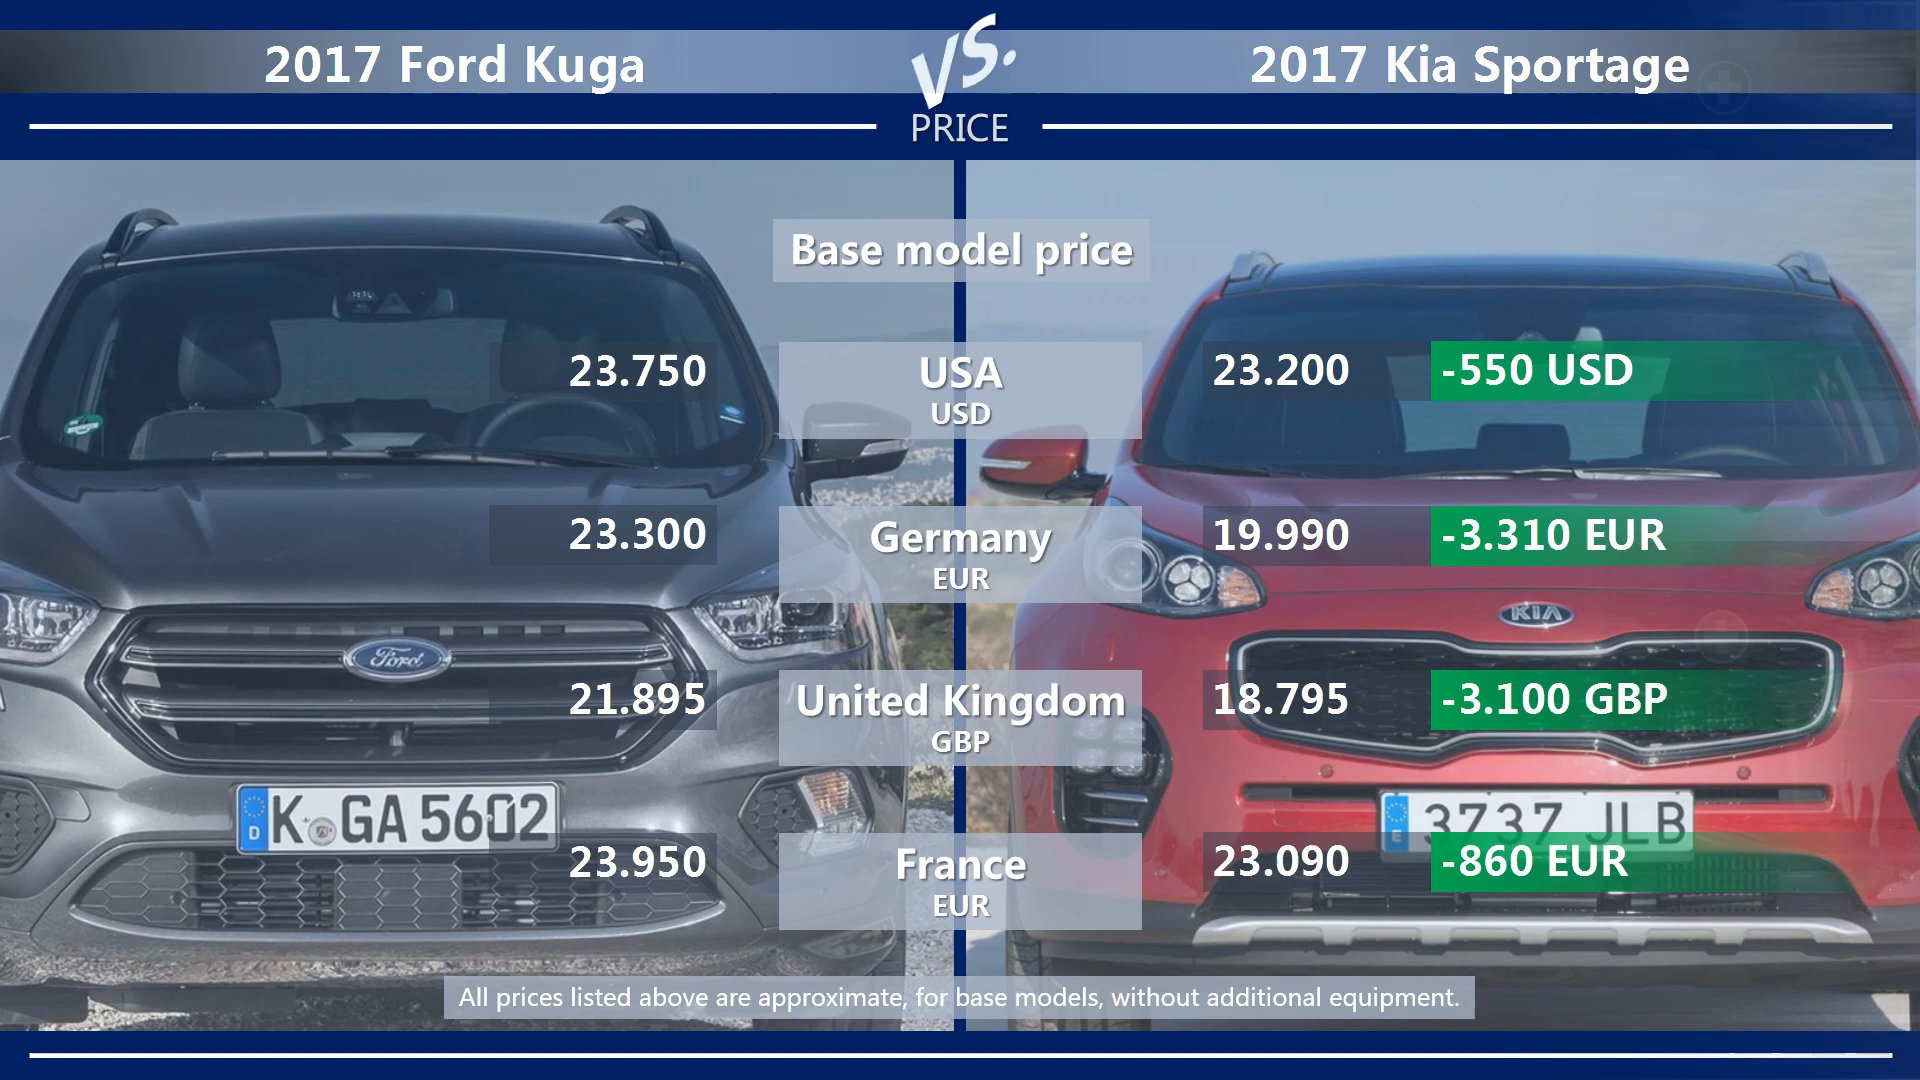 2017 Ford Kuga
VS.
2017 Kia Sportage
PRICE
Base model price
23.750
USA
USD
23.200
-550 USD
23.300
Germany
EUR
19.990
-3.310 EUR
KIA
Ford
21.895
United Kingdom
GBP
18.795
-3.100 GBP
D
K GA 5602
E
3737 JLB
23.950
France
EUR
23.090
-860 EUR
All prices listed above are approximate, for base models, without additional equipment.